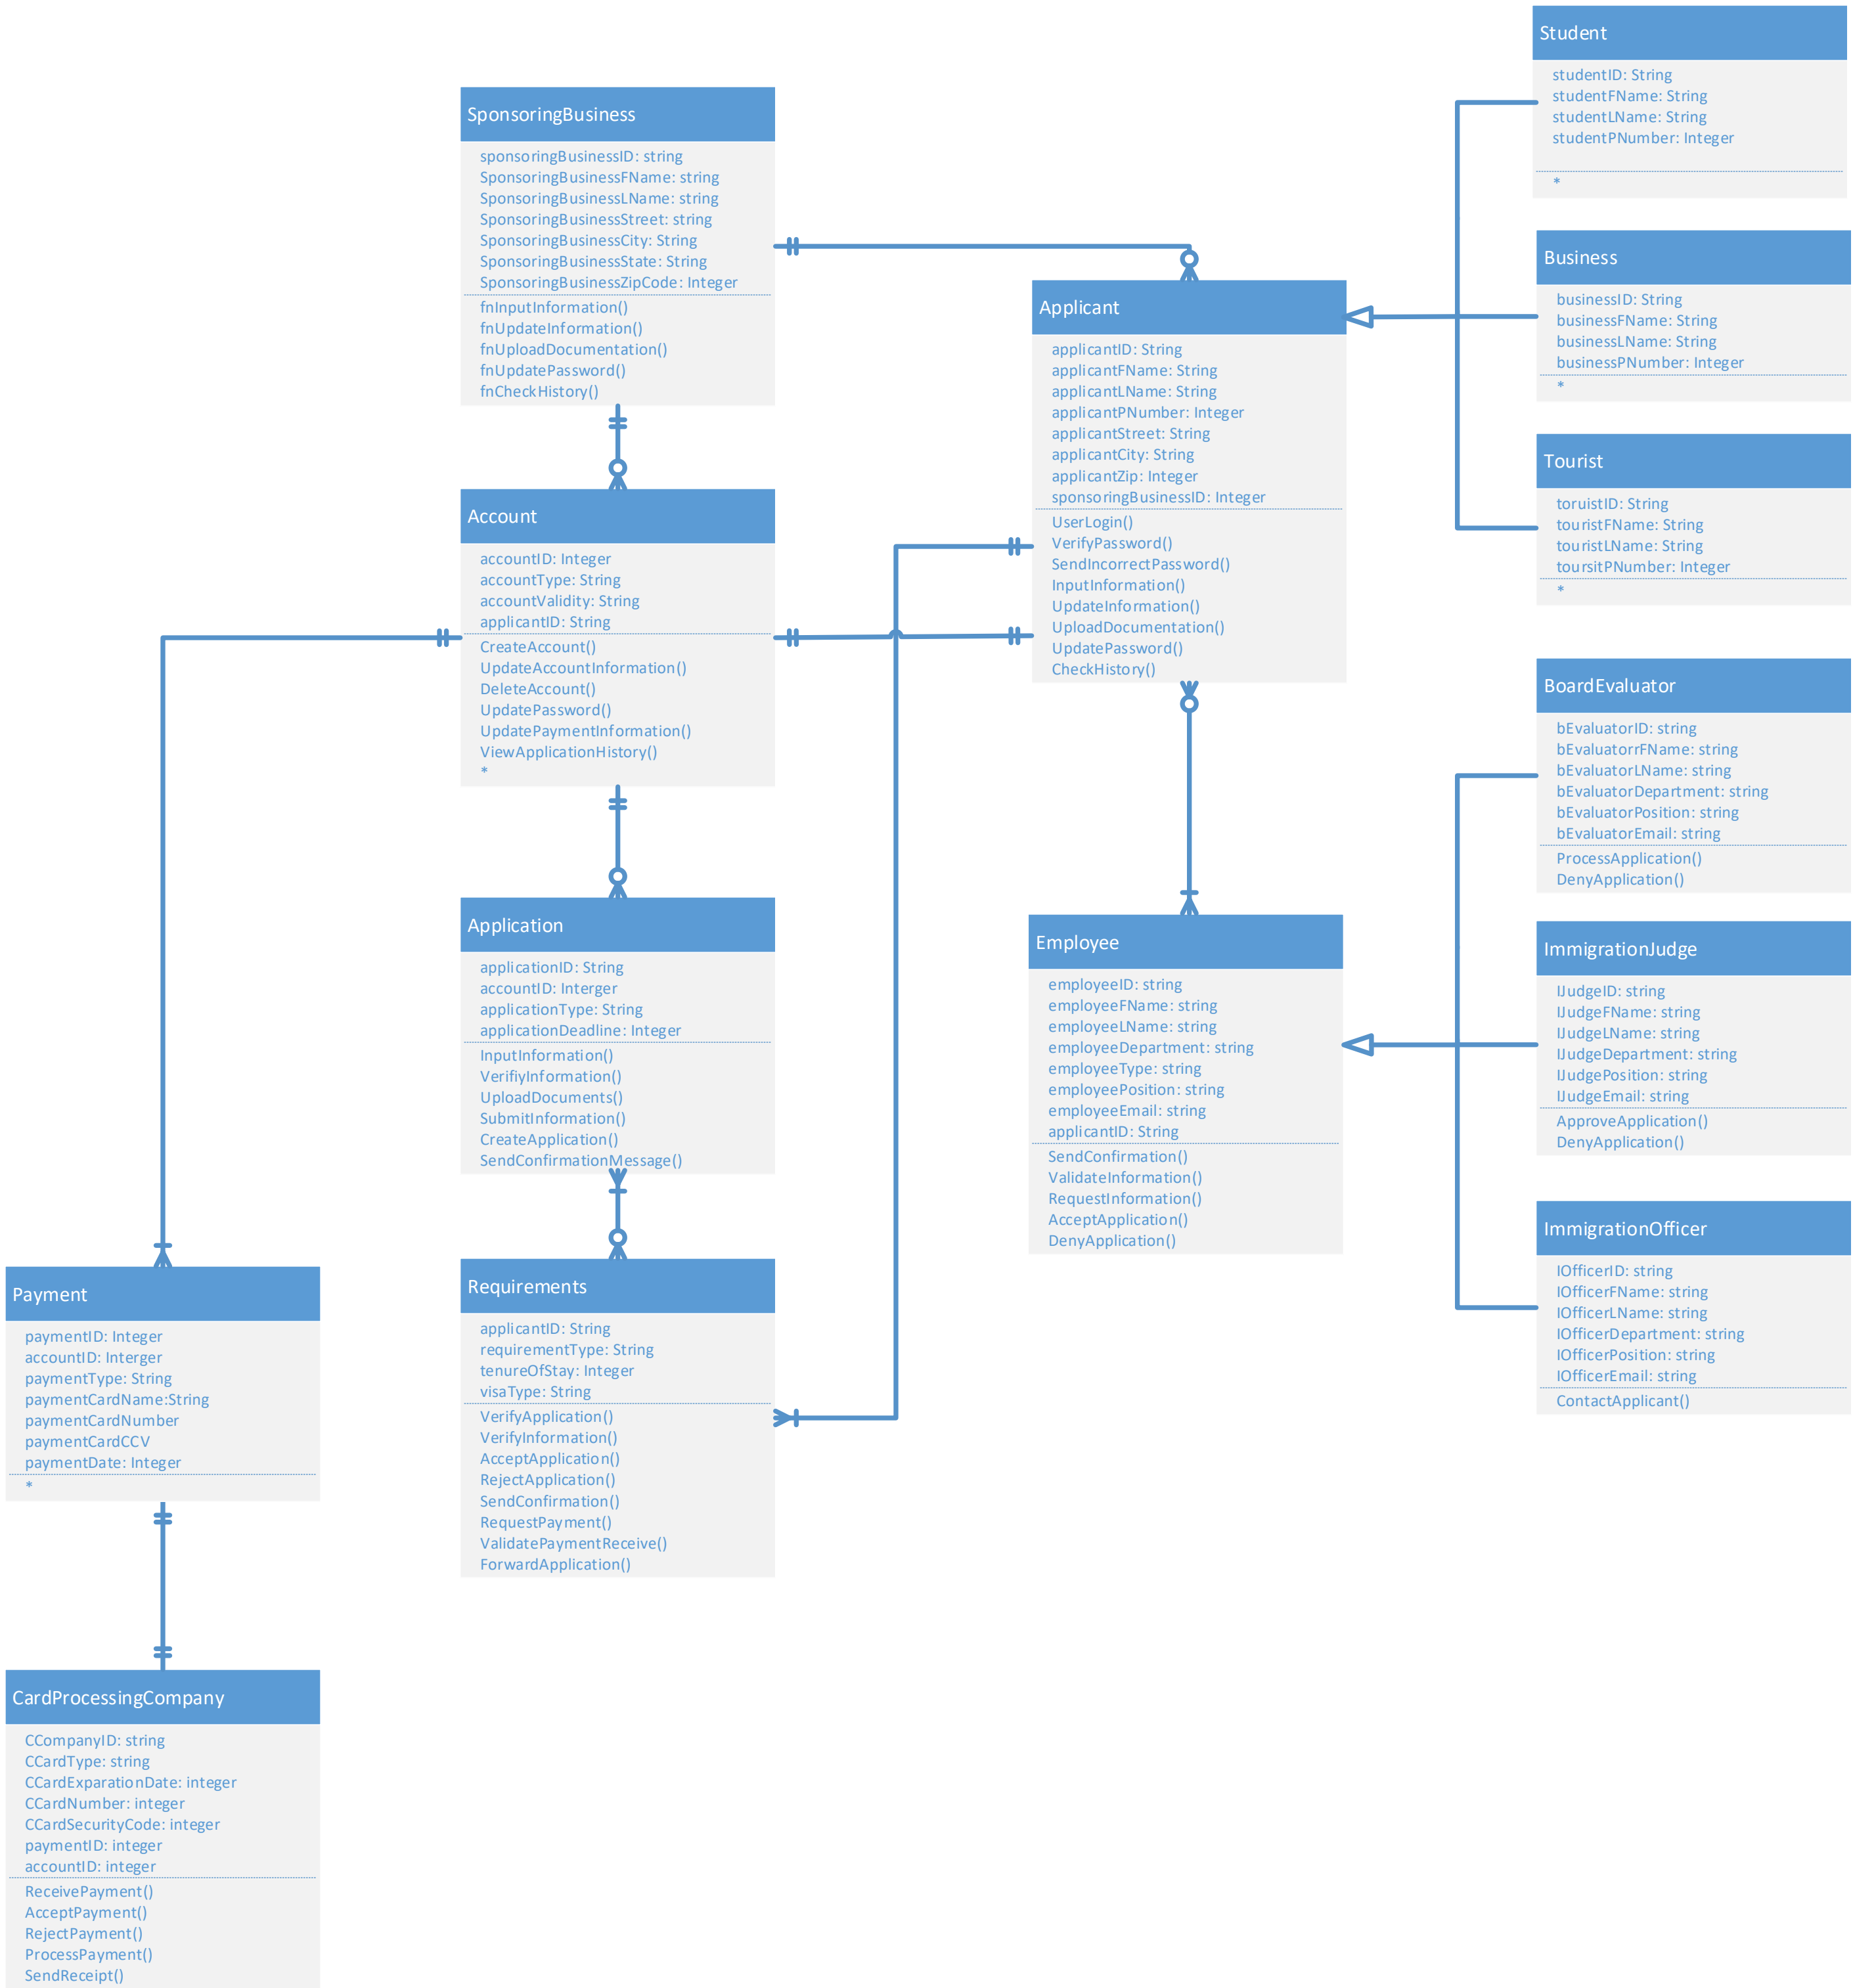 SponsoringBusiness
sponsoringBusinessID: string
SponsoringBusinessFName: string
SponsoringBusinessLName: string
SponsoringBusinessStreet: string
SponsoringBusinessCity: String
SponsoringBusinessState: String
SponsoringBusinessZipCode: Integer
fnInputInformation()
fnUpdateInformation()
fnUploadDocumentation()
fnUpdatePassword()
fnCheckHistory()
Account
accountID: Integer
accountType: String
accountValidity: String
applicantID: String
CreateAccount()
UpdateAccountInformation()
DeleteAccount()
UpdatePassword()
UpdatePaymentInformation()
ViewApplicationHistory()
*
Application
applicationID: String
accountID: Interger
applicationType: String
applicationDeadline: Integer
InputInformation()
VerifiyInformation()
UploadDocuments()
SubmitInformation()
CreateApplication()
SendConfirmationMessage()
Requirements
applicantID: String
requirementType: String
tenureOfStay: Integer
visaType: String
VerifyApplication()
VerifyInformation()
AcceptApplication()
RejectApplication()
SendConfirmation()
RequestPayment()
ValidatePaymentReceive()
ForwardApplication()
Payment
paymentID: Integer
accountID: Interger
paymentType: String
paymentCardName:String
paymentCardNumber
paymentCardCCV
paymentDate: Integer
*
CardProcessingCompany
CCompanyID: string
CCardType: string
CCardExparationDate: integer
CCardNumber: integer
CCardSecurityCode: integer
paymentID: integer
accountID: integer
ReceivePayment()
AcceptPayment()
RejectPayment()
ProcessPayment()
SendReceipt()
Applicant
applicantID: String
applicantFName: String
applicantLName: String
applicantPNumber: Integer
applicantStreet: String
applicantCity: String
applicantZip: Integer
sponsoringBusinessID: Integer
UserLogin()
VerifyPassword()
SendIncorrectPassword()
InputInformation()
UpdateInformation()
UploadDocumentation()
UpdatePassword()
CheckHistory()
Employee
employeeID: string
employeeFName: string
employeeLName: string
employeeDepartment: string
employeeType: string
employeePosition: string
employeeEmail: string
applicantID: String
SendConfirmation()
ValidateInformation()
RequestInformation()
AcceptApplication()
DenyApplication()
Student
studentID: String
studentFName: String
studentLName: String
studentPNumber: Integer
*
Business
businessID: String
businessFName: String
businessLName: String
businessPNumber: Integer
*
Tourist
toruistID: String
touristFName: String
touristLName: String
toursitPNumber: Integer
*
BoardEvaluator
bEvaluatorID: string
bEvaluatorrFName: string
bEvaluatorLName: string
bEvaluatorDepartment: string
bEvaluatorPosition: string
bEvaluatorEmail: string
ProcessApplication()
DenyApplication()
ImmigrationJudge
IJudgeID: string
IJudgeFName: string
IJudgeLName: string
IJudgeDepartment: string
IJudgePosition: string
IJudgeEmail: string
ApproveApplication()
DenyApplication()
ImmigrationOfficer
IOfficerID: string
IOfficerFName: string
IOfficerLName: string
IOfficerDepartment: string
IOfficerPosition: string
IOfficerEmail: string
ContactApplicant()